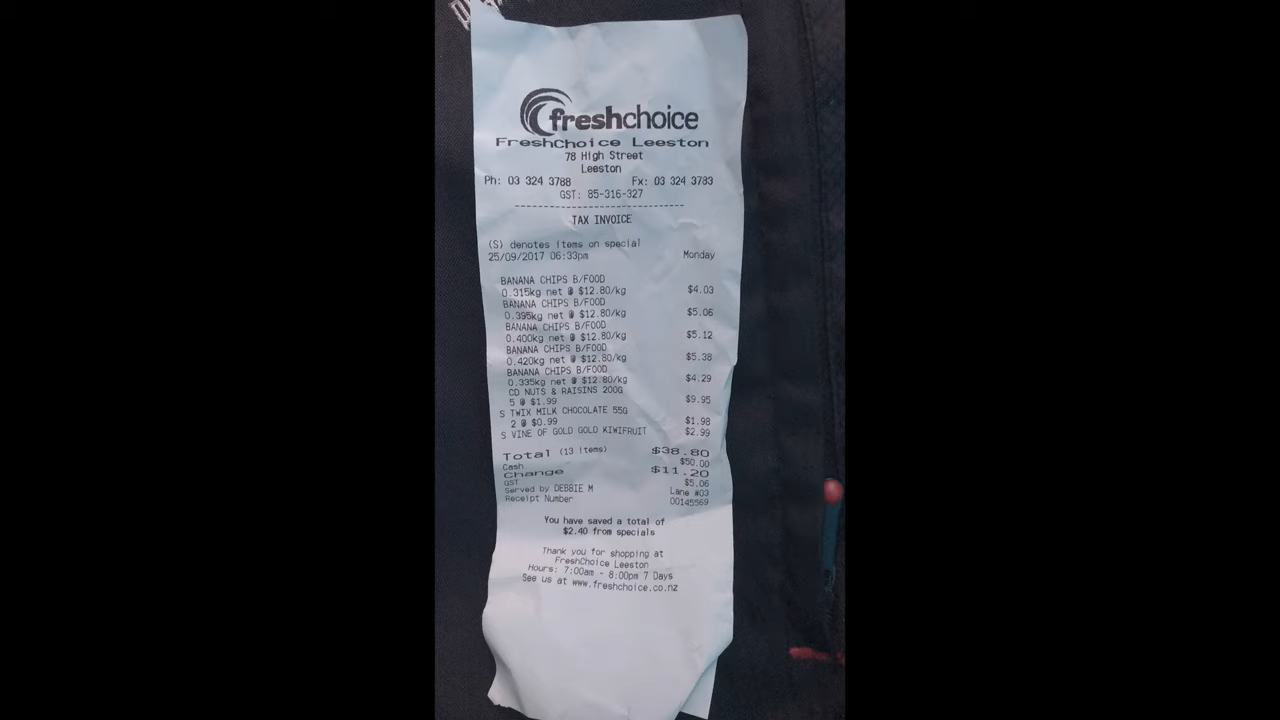 freshchoice
FreshChoice Leeston
78 High Street
Leeston
Ph: 03 324 3788 Fx: 03 324 3783
GST: 85-316-327
--------------------------------
TAX INVOICE
(S) denotes items on special
25/09/2017 06:33pm Monday
BANANA CHIPS B/FOOD
0.315kg net @ $12.80/kg $4.03
BANANA CHIPS B/FOOD
0.395kg net @ $12.80/kg $5.06
BANANA CHIPS B/FOOD
0.400kg net @ $12.80/kg $5.12
BANANA CHIPS B/FOOD
0.420kg net @ $12.80/kg $5.38
BANANA CHIPS B/FOOD
0.335kg net @ $12.80/kg $4.29
CD NUTS & RAISINS 200G
5 @ $1.99 $9.95
S TWIX MILK CHOCOLATE 55G
2 @ $0.99 $1.98
S VINE OF GOLD GOLD KIWIFRUIT $2.99
Total (13 items) $38.80
Cash $50.00
Change $11.20
GST $5.06
Served by DEBBIE M Lane #03
Receipt Number 00145569
You have saved a total of
$2.40 from specials
Thank you for shopping at
FreshChoice Leeston
Hours: 7:00am - 8:00pm 7 Days
See us at www.freshchoice.co.nz